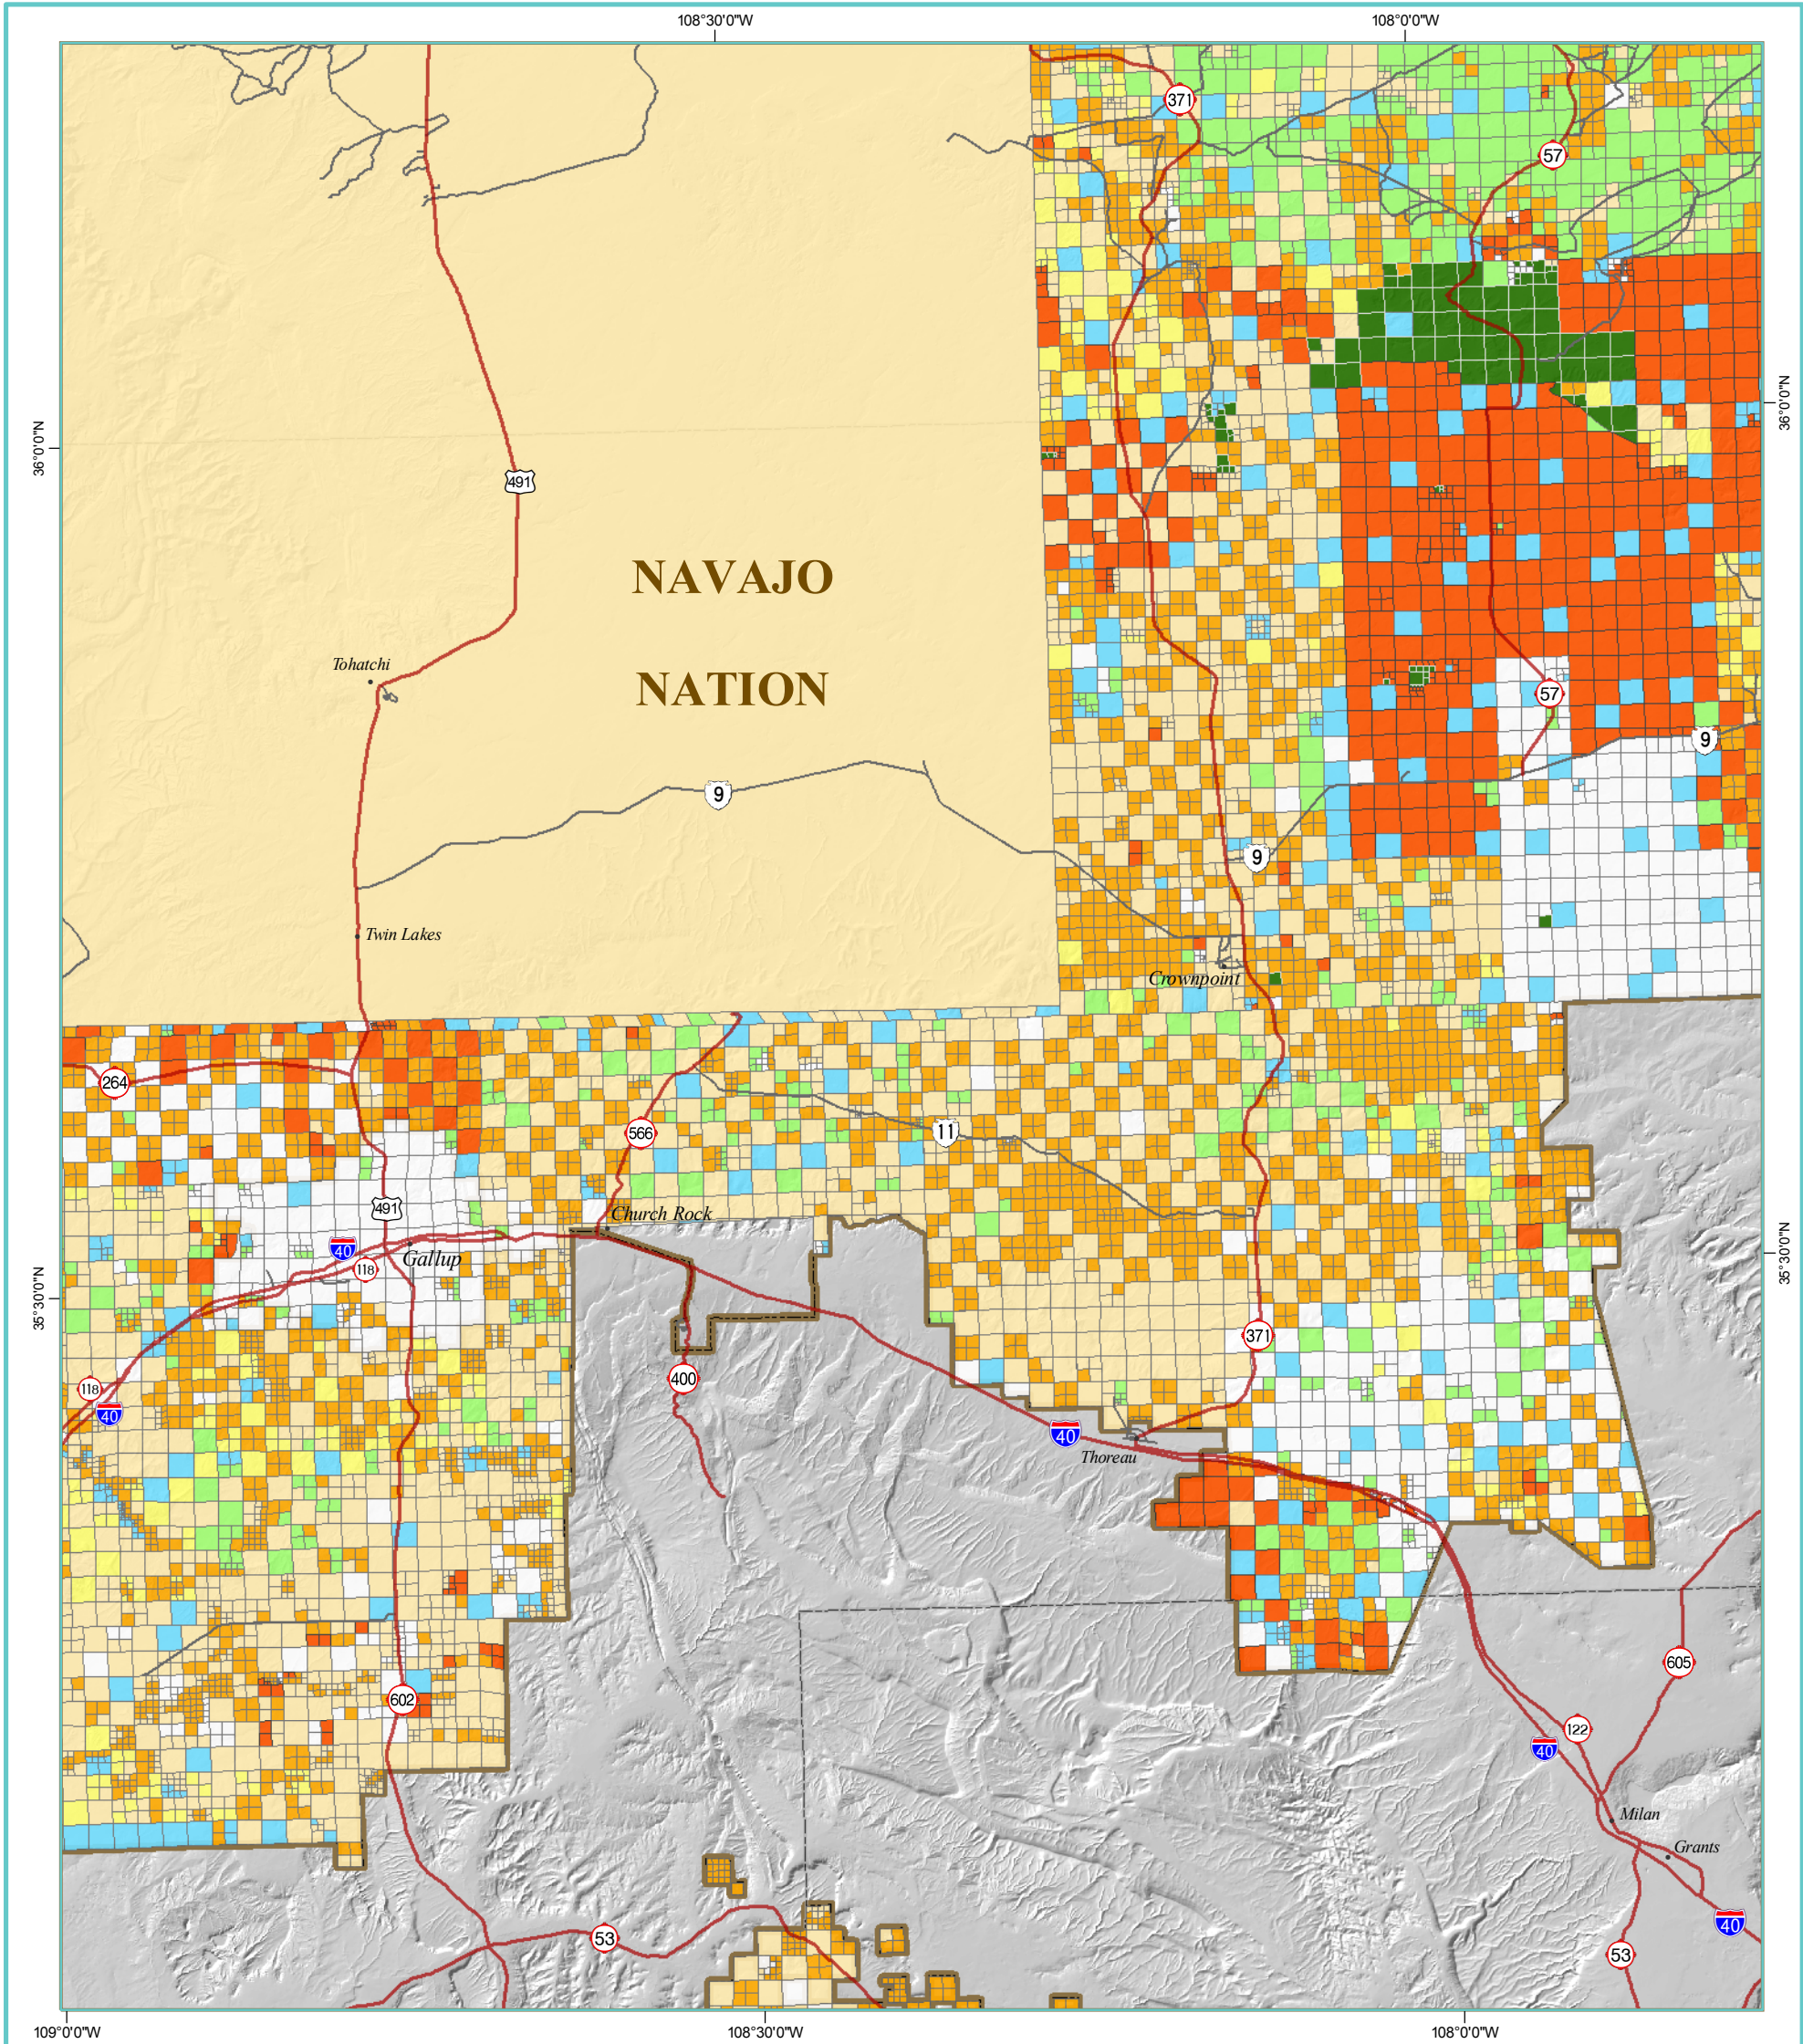 108°30'0"W
108°0'0"W
371
57
36°0'0"N
36°0'0"N
491
NAVAJO
NATION
Tohatchi
57
9
9
9
Twin Lakes
Crownpoint
264
566
11
491
Church Rock
40
Gallup
118
35°30'0"N
35°30'0"N
371
400
118
40
40
Thoreau
605
602
122
40
Milan
Grants
40
53
53
109°0'0"W
108°30'0"W
108°0'0"W